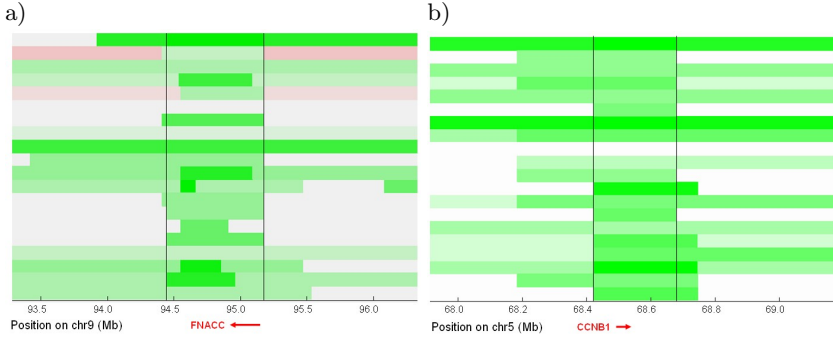 a)
b)
93.5 94.0 94.5 95.0 95.5 96.0
Position on chr9 (Mb) FNACC
68.0 68.2 68.4 68.6 68.8 69.0
Position on chr5 (Mb) CCNB1